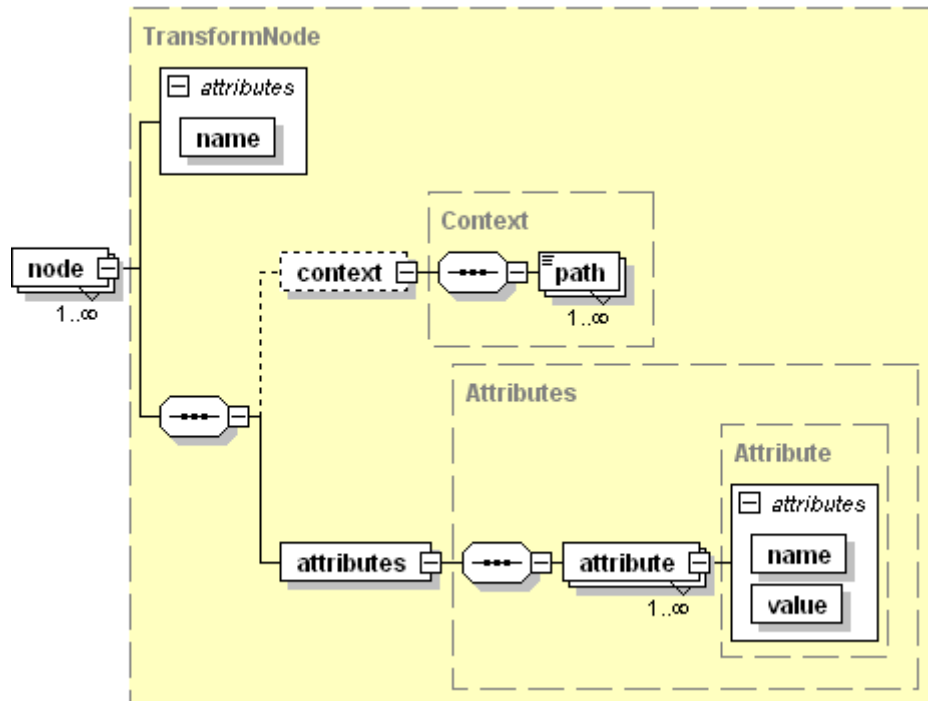 TransformNode
attributes
name
node
1..∞
context
Context
path
1..∞
attributes
Attributes
attribute
1..∞
Attribute
attributes
name
value